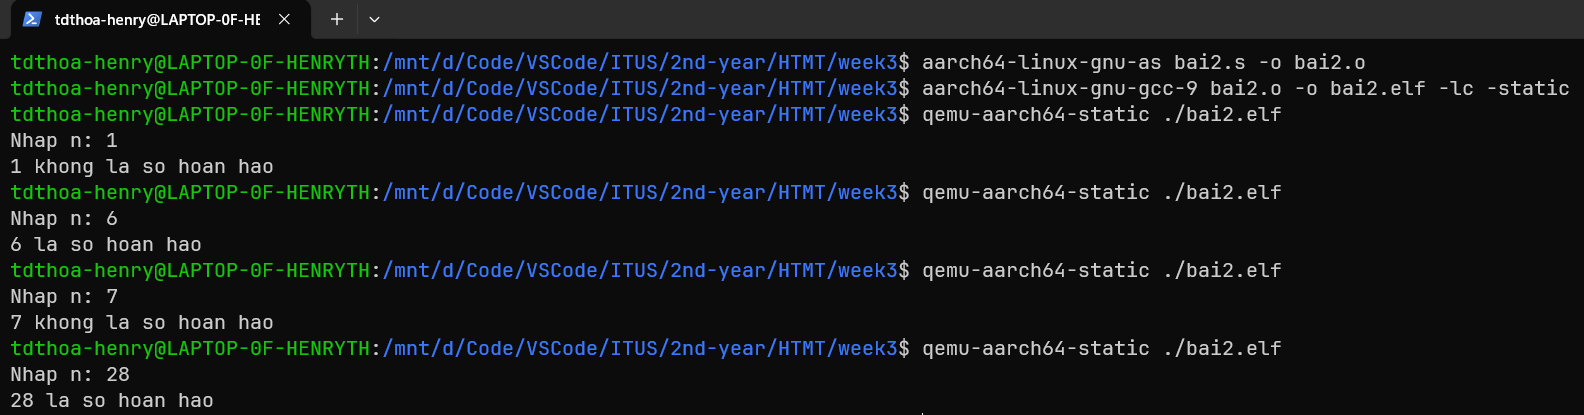 tdthoa-henry@LAPTOP-0F-HE
tdthoa-henry@LAPTOP-0F-HENRYTH:/mnt/d/Code/VSCode/ITUS/2nd-year/HTMT/week3$ aarch64-linux-gnu-as bai2.s -o bai2.o
tdthoa-henry@LAPTOP-0F-HENRYTH:/mnt/d/Code/VSCode/ITUS/2nd-year/HTMT/week3$ aarch64-linux-gnu-gcc-9 bai2.o -o bai2.elf -lc -static
tdthoa-henry@LAPTOP-0F-HENRYTH:/mnt/d/Code/VSCode/ITUS/2nd-year/HTMT/week3$ qemu-aarch64-static ./bai2.elf
Nhap n: 1
1 khong la so hoan hao
tdthoa-henry@LAPTOP-0F-HENRYTH:/mnt/d/Code/VSCode/ITUS/2nd-year/HTMT/week3$ qemu-aarch64-static ./bai2.elf
Nhap n: 6
6 la so hoan hao
tdthoa-henry@LAPTOP-0F-HENRYTH:/mnt/d/Code/VSCode/ITUS/2nd-year/HTMT/week3$ qemu-aarch64-static ./bai2.elf
Nhap n: 7
7 khong la so hoan hao
tdthoa-henry@LAPTOP-0F-HENRYTH:/mnt/d/Code/VSCode/ITUS/2nd-year/HTMT/week3$ qemu-aarch64-static ./bai2.elf
Nhap n: 28
28 la so hoan hao